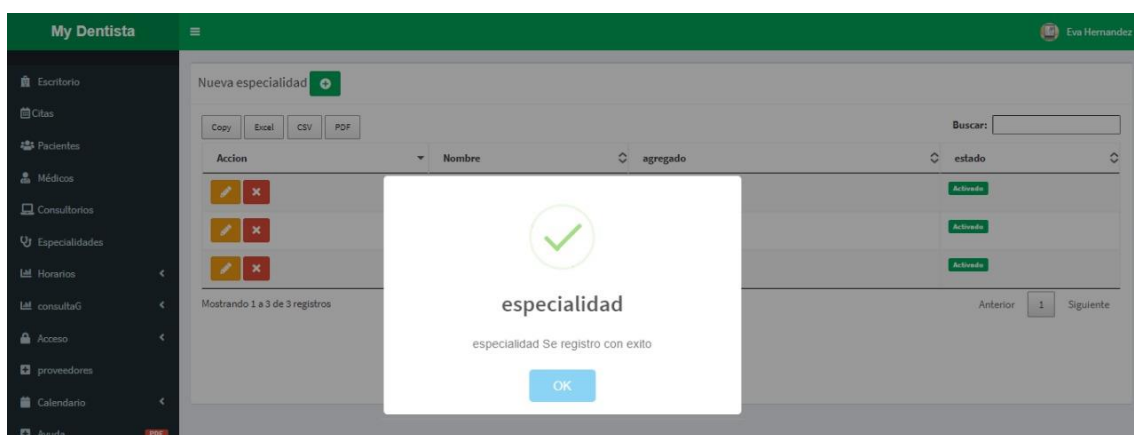 My Dentista
Eva Hernandez
Escritorio
Citas
Pacientes
Médicos
Consultorios
Especialidades
Horarios
consultaG
Acceso
proveedores
Calendario
Ayuda PDF
Nueva especialidad
Copy Excel CSV PDF
Buscar:
Accion Nombre agregado estado
Activado
Activado
Activado
Mostrando 1 a 3 de 3 registros
Anterior 1 Siguiente
especialidad
especialidad Se registro con exito
OK